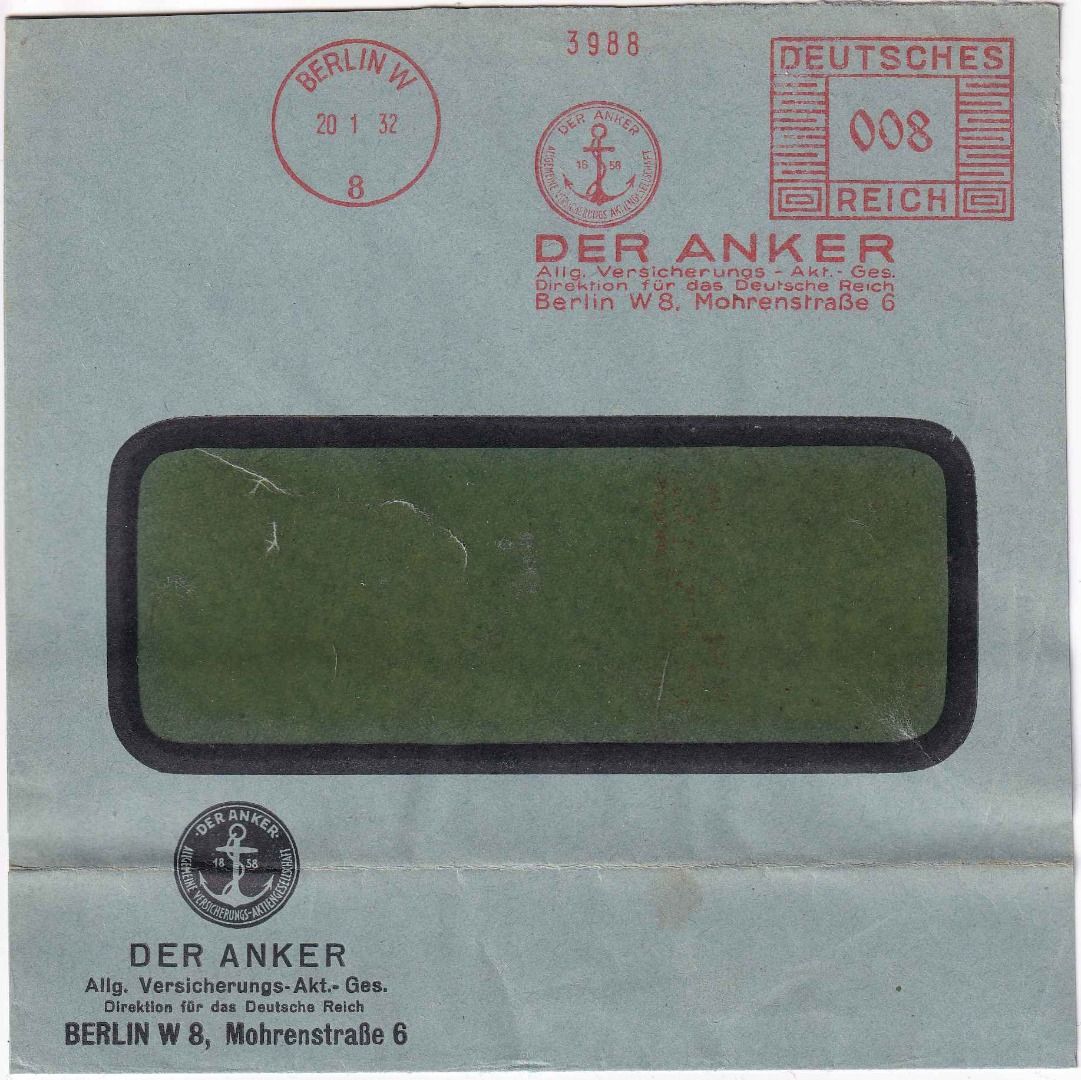 3988
BERLIN W
20 1 32
8
DEUTSCHES
008
REICH
DER ANKER
18 58
ALLGEMEINE VERSICHERUNGS-AKTIENGESELLSCHAFT
DER ANKER
Allg. Versicherungs - Akt. - Ges.
Direktion für das Deutsche Reich
Berlin W 8, Mohrenstraße 6
·DER ANKER·
18 58
ALLGEMEINE VERSICHERUNGS-AKTIENGESELLSCHAFT
DER ANKER
Allg. Versicherungs-Akt.- Ges.
Direktion für das Deutsche Reich
BERLIN W 8, Mohrenstraße 6